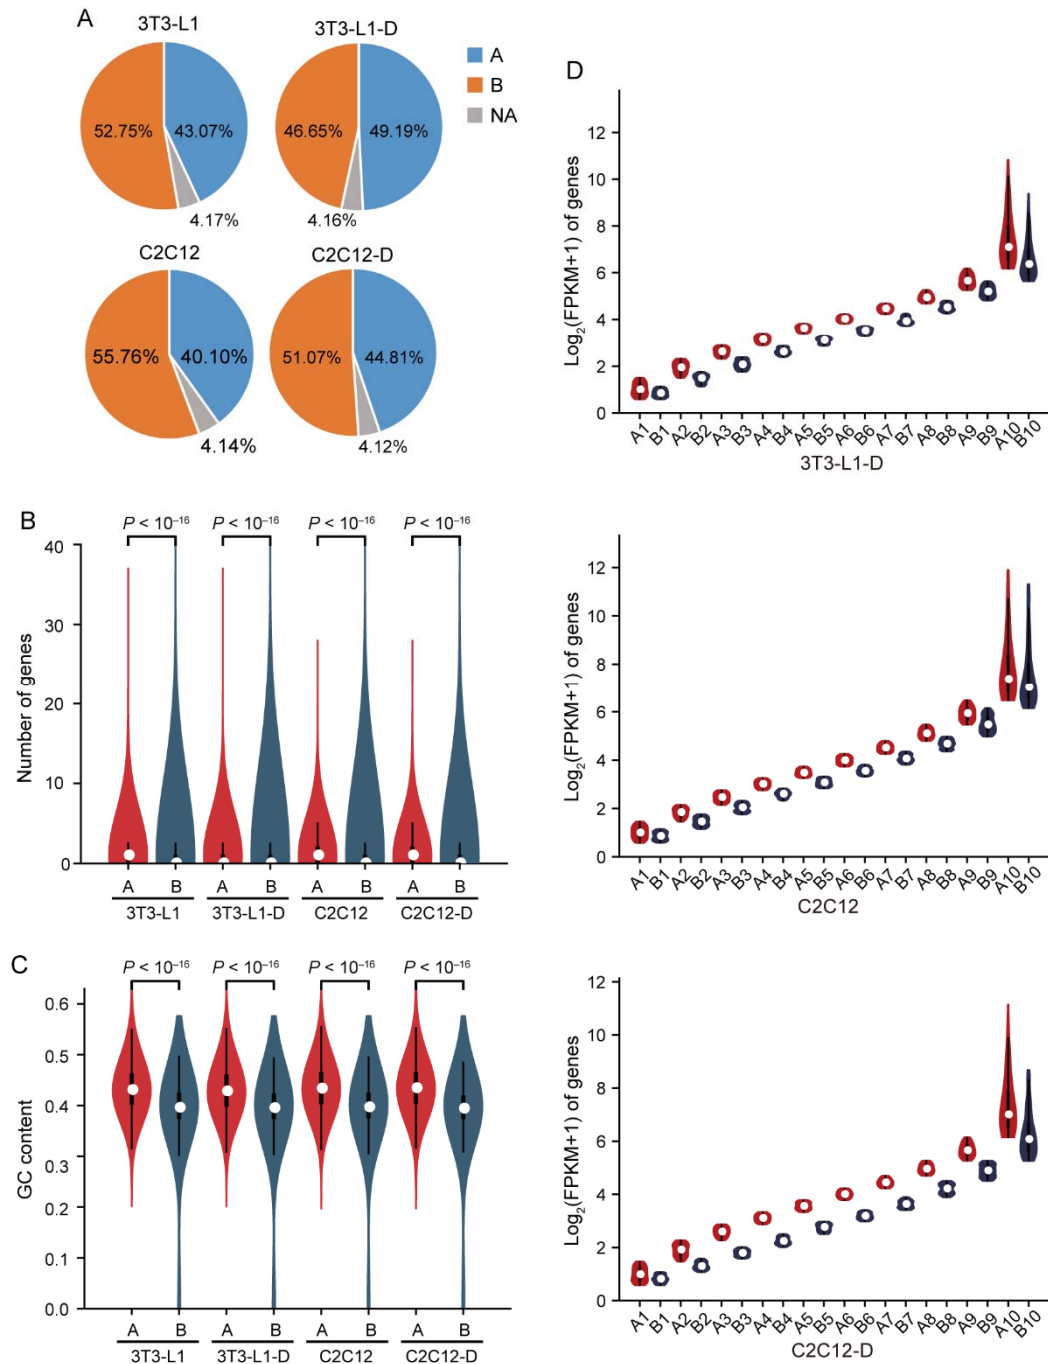 A
3T3-L1
3T3-L1-D
A
B
NA
52.75%
43.07%
4.17%
46.65%
49.19%
4.16%
C2C12
C2C12-D
55.76%
40.10%
4.14%
51.07%
44.81%
4.12%
B
P < 10⁻¹⁶ P < 10⁻¹⁶ P < 10⁻¹⁶ P < 10⁻¹⁶
Number of genes
40
30
20
10
0
A B A B A B A B
3T3-L1 3T3-L1-D C2C12 C2C12-D
C
P < 10⁻¹⁶ P < 10⁻¹⁶ P < 10⁻¹⁶ P < 10⁻¹⁶
GC content
0.6
0.5
0.4
0.3
0.2
0.1
0.0
A B A B A B A B
3T3-L1 3T3-L1-D C2C12 C2C12-D
D
Log₂(FPKM+1) of genes
12
10
8
6
4
2
0
A1 B1 A2 B2 A3 B3 A4 B4 A5 B5 A6 B6 A7 B7 A8 B8 A9 B9 A10 B10
3T3-L1-D
Log₂(FPKM+1) of genes
12
10
8
6
4
2
0
A1 B1 A2 B2 A3 B3 A4 B4 A5 B5 A6 B6 A7 B7 A8 B8 A9 B9 A10 B10
C2C12
Log₂(FPKM+1) of genes
12
10
8
6
4
2
0
A1 B1 A2 B2 A3 B3 A4 B4 A5 B5 A6 B6 A7 B7 A8 B8 A9 B9 A10 B10
C2C12-D